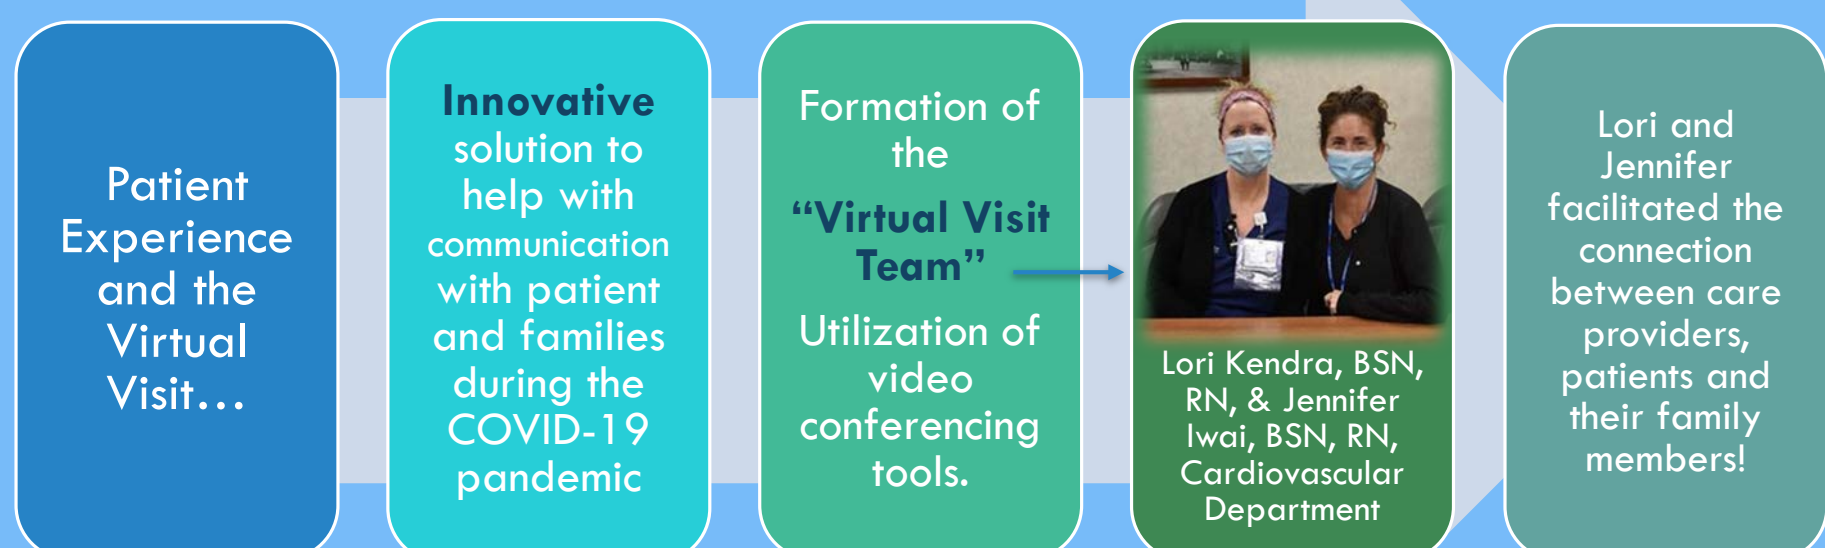 Patient
Experience
and the
Virtual
Visit…
Innovative
solution to
help with
communication
with patient
and families
during the
COVID-19
pandemic
Formation of
the
“Virtual Visit
Team”
Utilization of
video
conferencing
tools.
Lori Kendra, BSN,
RN, & Jennifer
Iwai, BSN, RN,
Cardiovascular
Department
Lori and
Jennifer
facilitated the
connection
between care
providers,
patients and
their family
members!